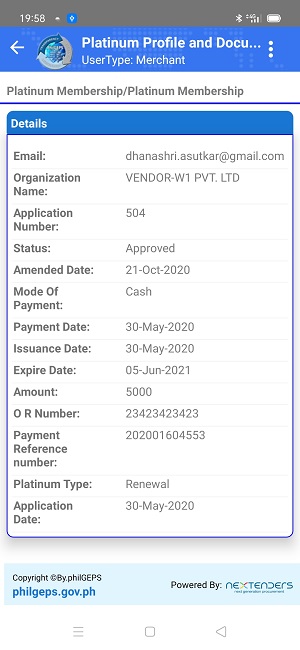 19:58
Platinum Profile and Docu...
UserType: Merchant
Platinum Membership/Platinum Membership
Details
Email: dhanashri.asutkar@gmail.com
Organization Name: VENDOR-W1 PVT. LTD
Application Number: 504
Status: Approved
Amended Date: 21-Oct-2020
Mode Of Payment: Cash
Payment Date: 30-May-2020
Issuance Date: 30-May-2020
Expire Date: 05-Jun-2021
Amount: 5000
O R Number: 23423423423
Payment Reference number: 202001604553
Platinum Type: Renewal
Application Date: 30-May-2020
Copyright ©By.philGEPS
philgeps.gov.ph
Powered By: NEXTENDERS
next generation procurement